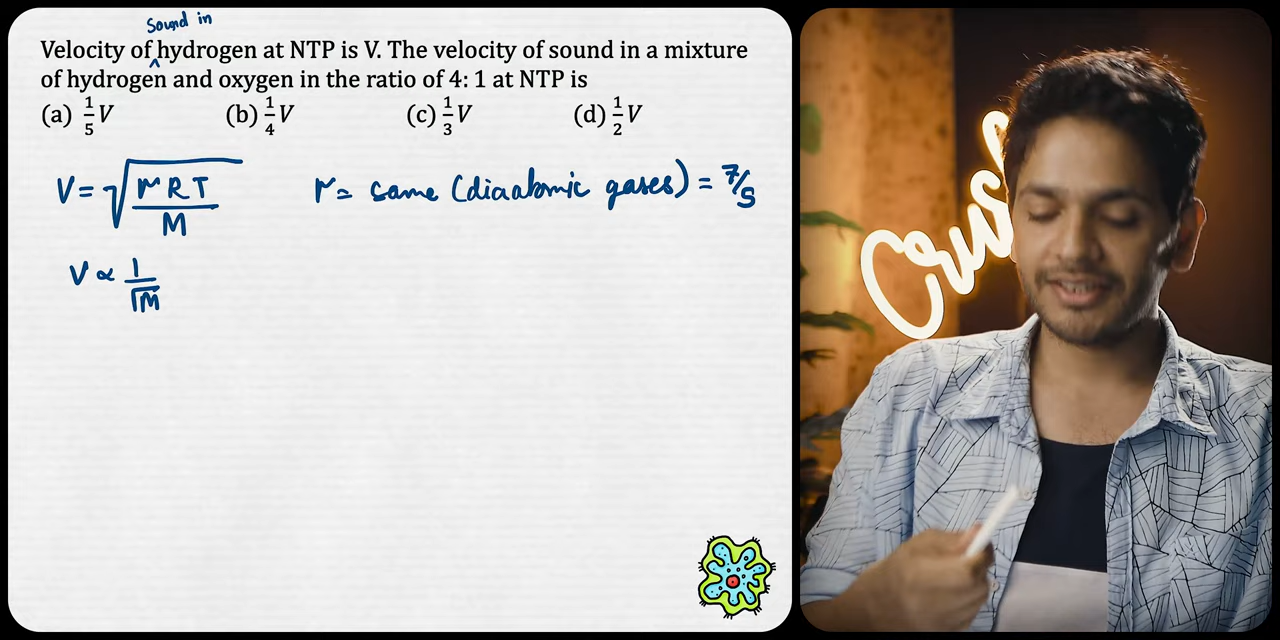 Sound in
Velocity of ^ hydrogen at NTP is V. The velocity of sound in a mixture
of hydrogen and oxygen in the ratio of 4: 1 at NTP is
(a) 1/5 V (b) 1/4 V (c) 1/3 V (d) 1/2 V
V = √(rRT/M) r = same (diaatomic gases) = 7/5
V ∝ 1/√M